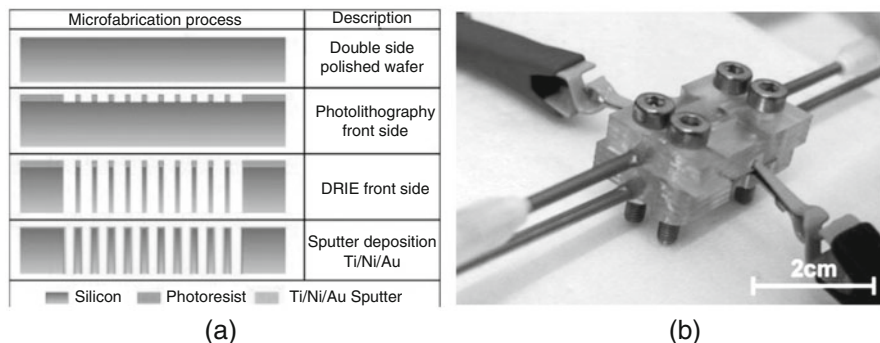 Microfabrication process Description
Double side
polished wafer
Photolithography
front side
DRIE front side
Sputter deposition
Ti/Ni/Au
Silicon Photoresist Ti/Ni/Au Sputter
2cm
(a) (b)